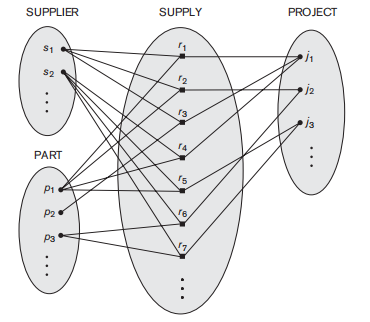 SUPPLIER
s1
s2
PART
p1
p2
p3
SUPPLY
r1
r2
r3
r4
r5
r6
r7
PROJECT
j1
j2
j3